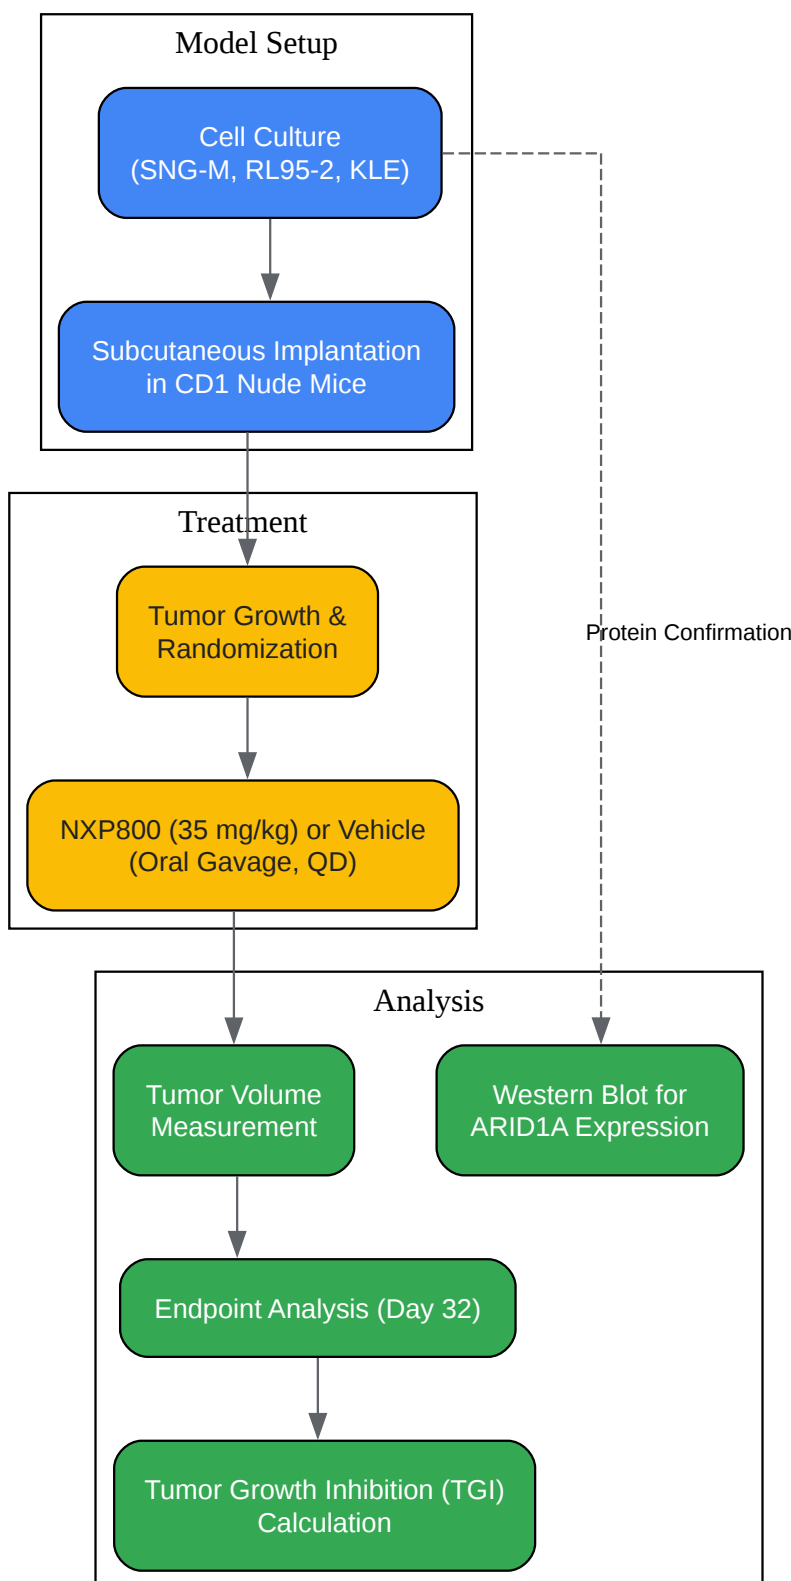 Model Setup
Cell Culture
(SNG-M, RL95-2, KLE)
Subcutaneous Implantation
in CD1 Nude Mice
Treatment
Tumor Growth &
Randomization
Protein Confirmation
NXP800 (35 mg/kg) or Vehicle
(Oral Gavage, QD)
Analysis
Tumor Volume
Measurement
Western Blot for
ARID1A Expression
Endpoint Analysis (Day 32)
Tumor Growth Inhibition (TGI)
Calculation